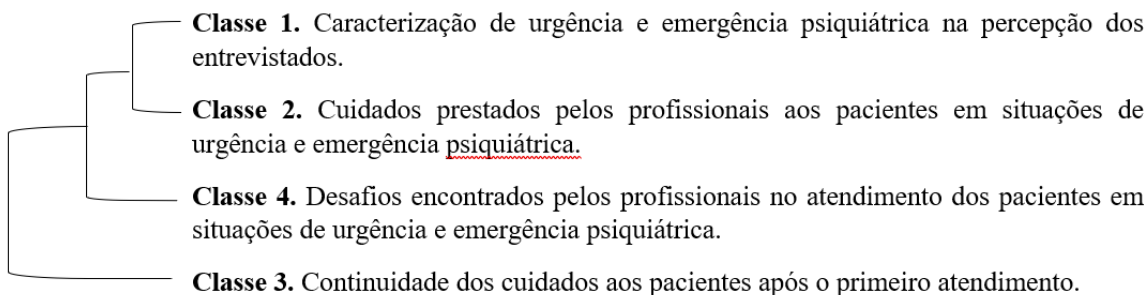 Classe 1. Caracterização de urgência e emergência psiquiátrica na percepção dos
entrevistados.
Classe 2. Cuidados prestados pelos profissionais aos pacientes em situações de
urgência e emergência psiquiátrica.
Classe 4. Desafios encontrados pelos profissionais no atendimento dos pacientes em
situações de urgência e emergência psiquiátrica.
Classe 3. Continuidade dos cuidados aos pacientes após o primeiro atendimento.